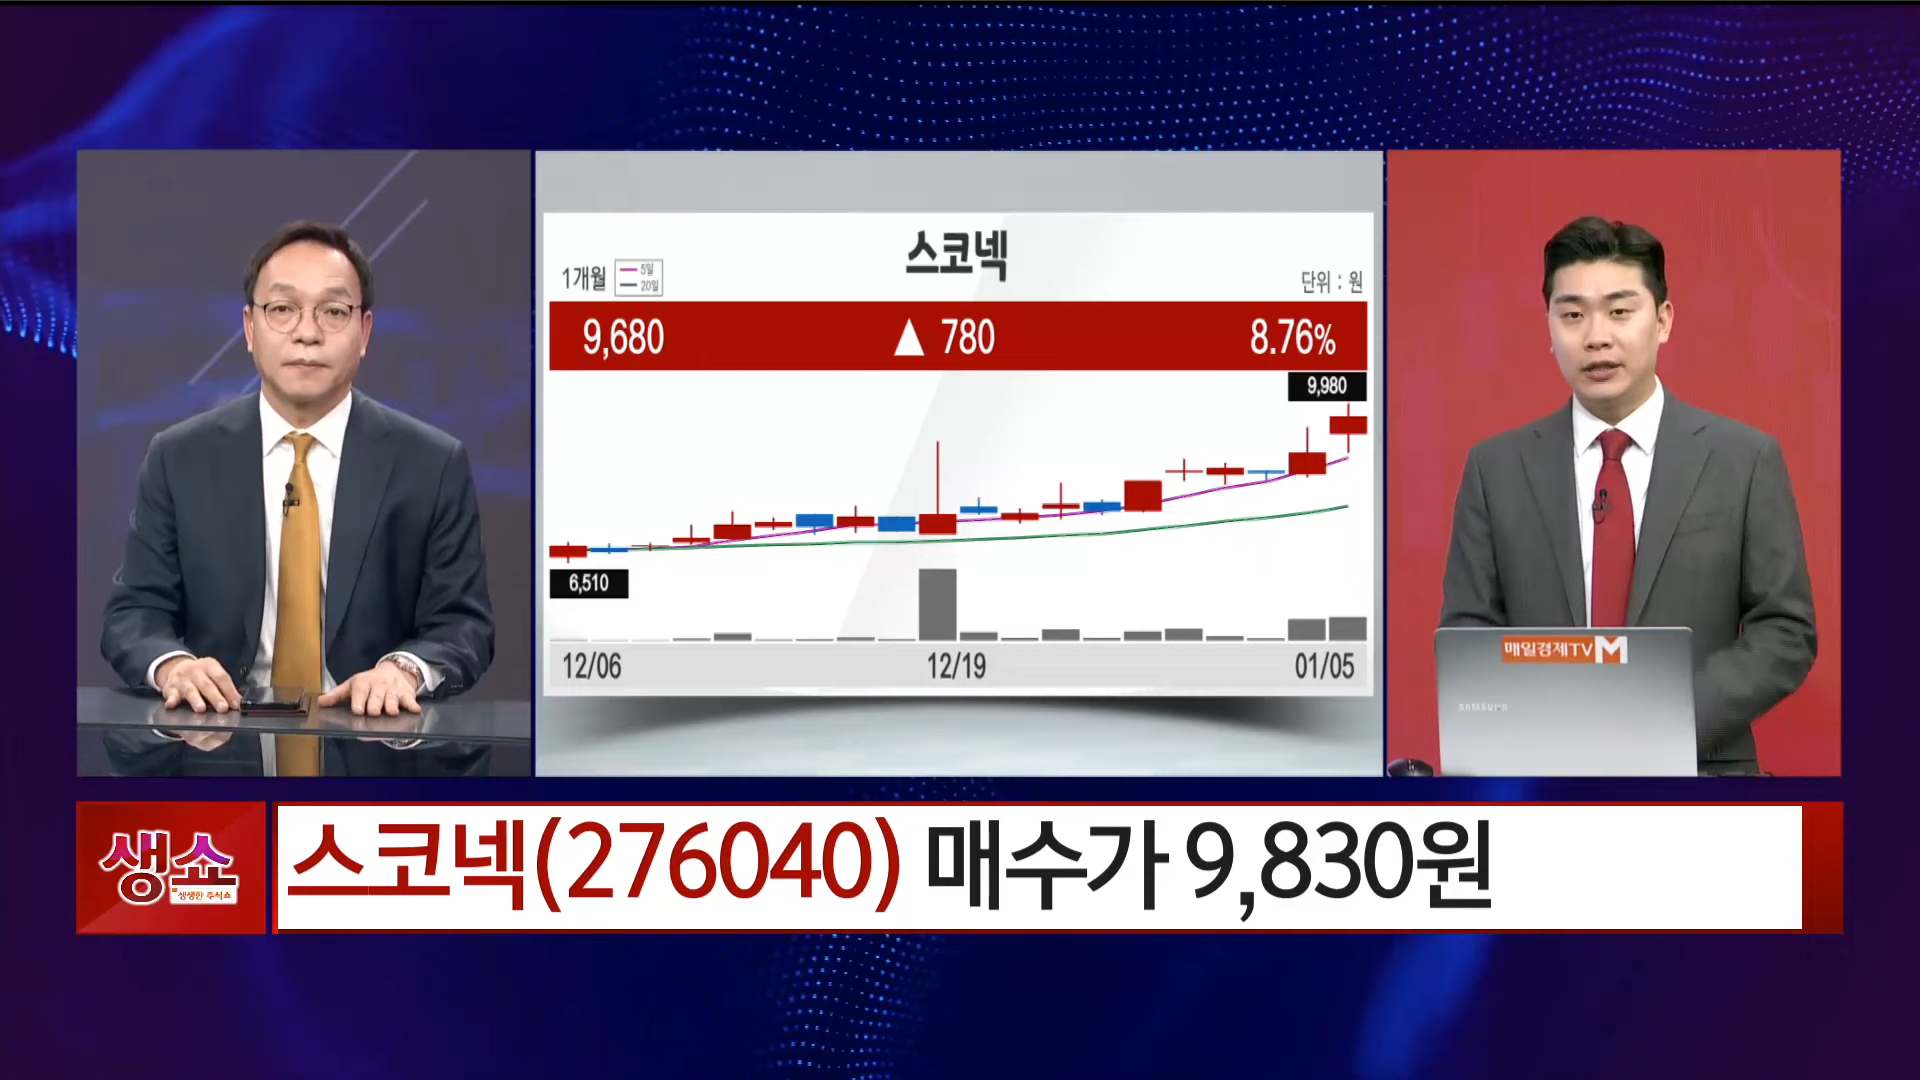 스코넥
1개월
5일
20일
단위 : 원
9,680 ▲ 780 8.76%
9,980
6,510
12/06 12/19 01/05
매일경제TV M
SAMSUNG
생쇼
생생한 주식쇼
스코넥(276040) 매수가 9,830원